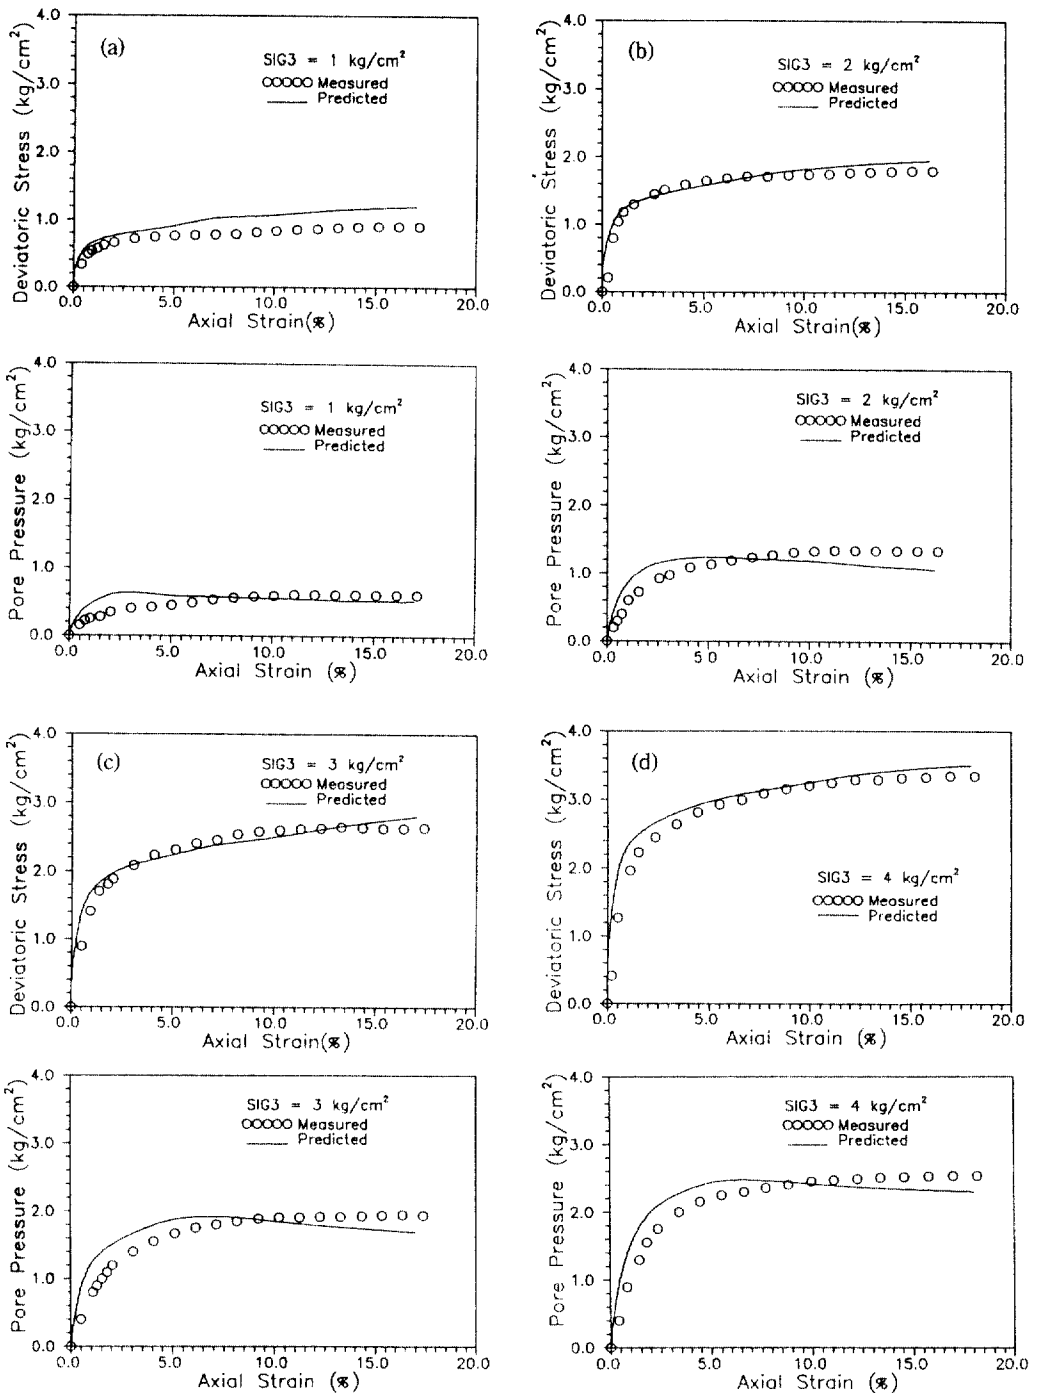 (a)
SIG3 = 1 kg/cm²
OOOOO Measured
Predicted
Deviatoric Stress (kg/cm²)
4.0
3.0
2.0
1.0
0.0
0.0 5.0 10.0 15.0 20.0
Axial Strain(%)
(b)
SIG3 = 2 kg/cm²
OOOOO Measured
Predicted
Deviatoric Stress (kg/cm²)
4.0
3.0
2.0
1.0
0.0
0.0 5.0 10.0 15.0 20.0
Axial Strain(%)
SIG3 = 1 kg/cm²
OOOOO Measured
Predicted
Pore Pressure (kg/cm²)
4.0
3.0
2.0
1.0
0.0
0.0 5.0 10.0 15.0 20.0
Axial Strain (%)
SIG3 = 2 kg/cm²
OOOOO Measured
Predicted
Pore Pressure (kg/cm²)
4.0
3.0
2.0
1.0
0.0
0.0 5.0 10.0 15.0 20.0
Axial Strain (%)
(c)
SIG3 = 3 kg/cm²
OOOOO Measured
Predicted
Deviatoric Stress (kg/cm²)
4.0
3.0
2.0
1.0
0.0
0.0 5.0 10.0 15.0 20.0
Axial Strain(%)
(d)
SIG3 = 4 kg/cm²
OOOOO Measured
Predicted
Deviatoric Stress (kg/cm²)
4.0
3.0
2.0
1.0
0.0
0.0 5.0 10.0 15.0 20.0
Axial Strain (%)
SIG3 = 3 kg/cm²
OOOOO Measured
Predicted
Pore Pressure (kg/cm²)
4.0
3.0
2.0
1.0
0.0
0.0 5.0 10.0 15.0 20.0
Axial Strain (%)
SIG3 = 4 kg/cm²
OOOOO Measured
Predicted
Pore Pressure (kg/cm²)
4.0
3.0
2.0
1.0
0.0
0.0 5.0 10.0 15.0 20.0
Axial Strain (%)